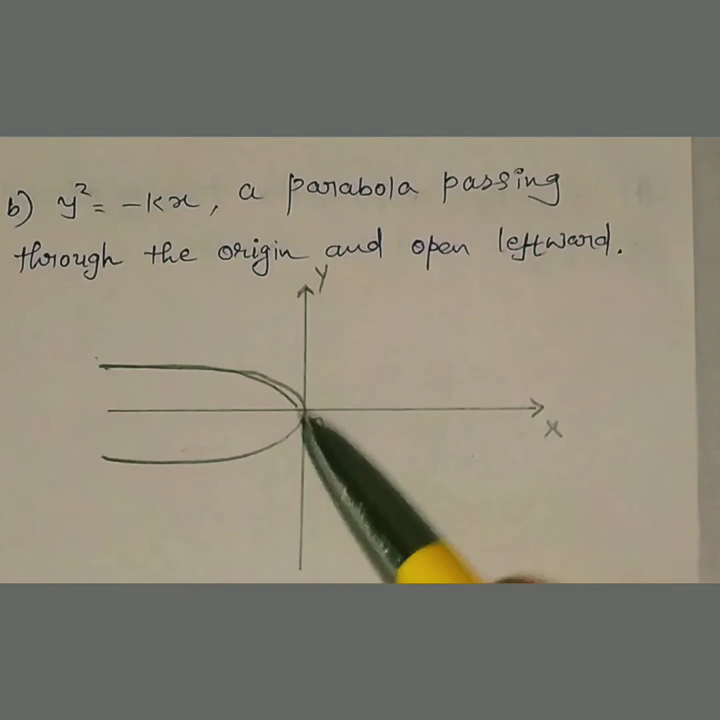 b) y² = -kx, a parabola passing
through the origin and open leftward.
Y
X